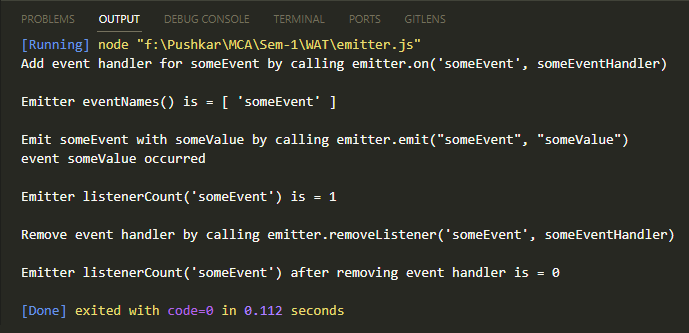 PROBLEMS OUTPUT DEBUG CONSOLE TERMINAL PORTS GITLENS
[Running] node "f:\Pushkar\MCA\Sem-1\WAT\emitter.js"
Add event handler for someEvent by calling emitter.on('someEvent', someEventHandler)
Emitter eventNames() is = [ 'someEvent' ]
Emit someEvent with someValue by calling emitter.emit("someEvent", "someValue")
event someValue occurred
Emitter listenerCount('someEvent') is = 1
Remove event handler by calling emitter.removeListener('someEvent', someEventHandler)
Emitter listenerCount('someEvent') after removing event handler is = 0
[Done] exited with code=0 in 0.112 seconds